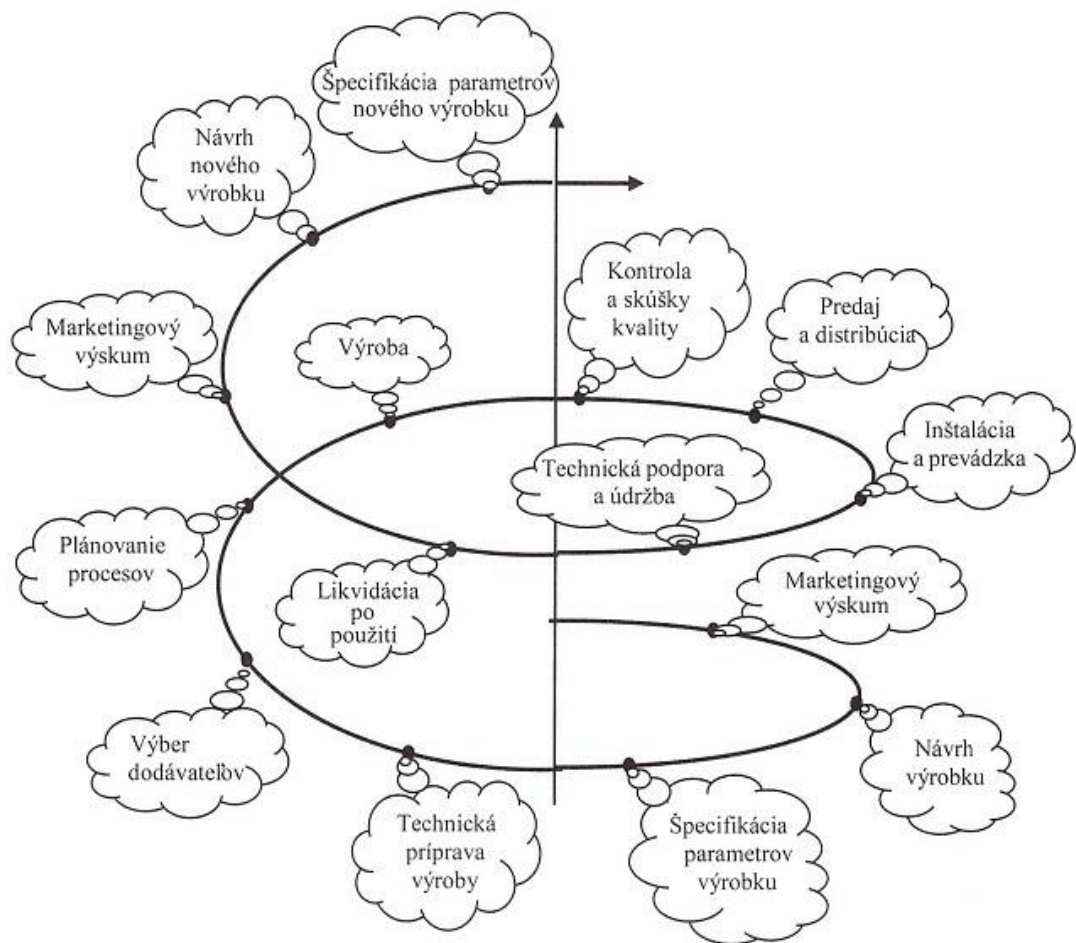 Špecifikácia parametrov
nového výrobku
Návrh
nového
výrobku
Kontrola
a skúšky
kvality
Predaj
a distribúcia
Marketingový
výskum
Výroba
Inštalácia
a prevádzka
Technická podpora
a údržba
Plánovanie
procesov
Likvidácia
po
použití
Marketingový
výskum
Výber
dodávateľov
Návrh
výrobku
Technická
príprava
výroby
Špecifikácia
parametrov
výrobku